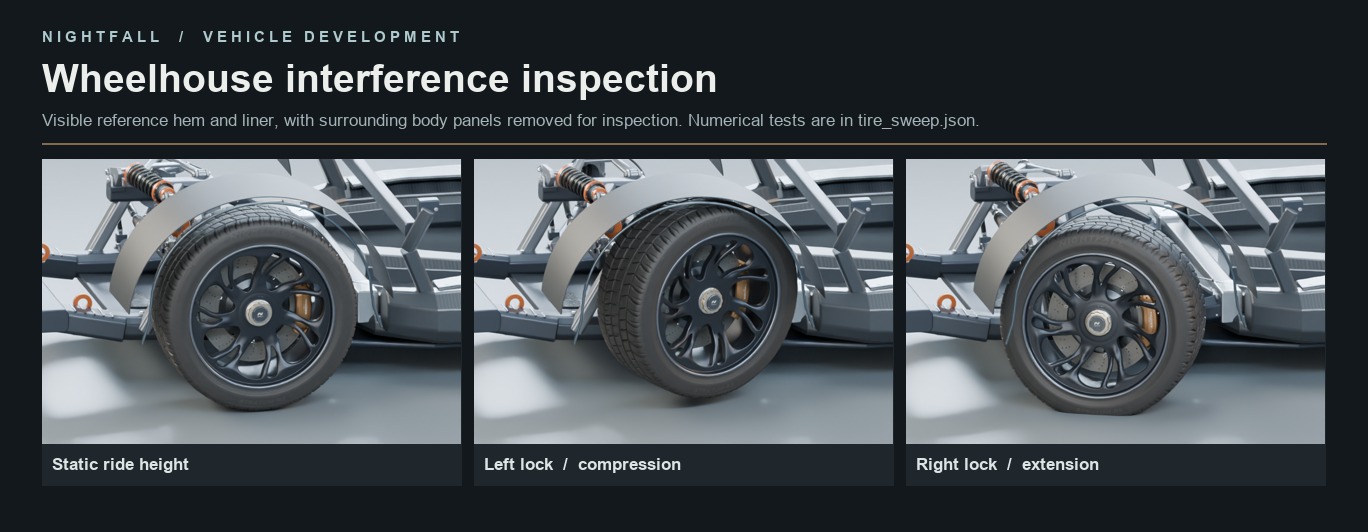 NIGHTFALL / VEHICLE DEVELOPMENT
Wheelhouse interference inspection
Visible reference hem and liner, with surrounding body panels removed for inspection. Numerical tests are in tire_sweep.json.
Static ride height
Left lock / compression
Right lock / extension